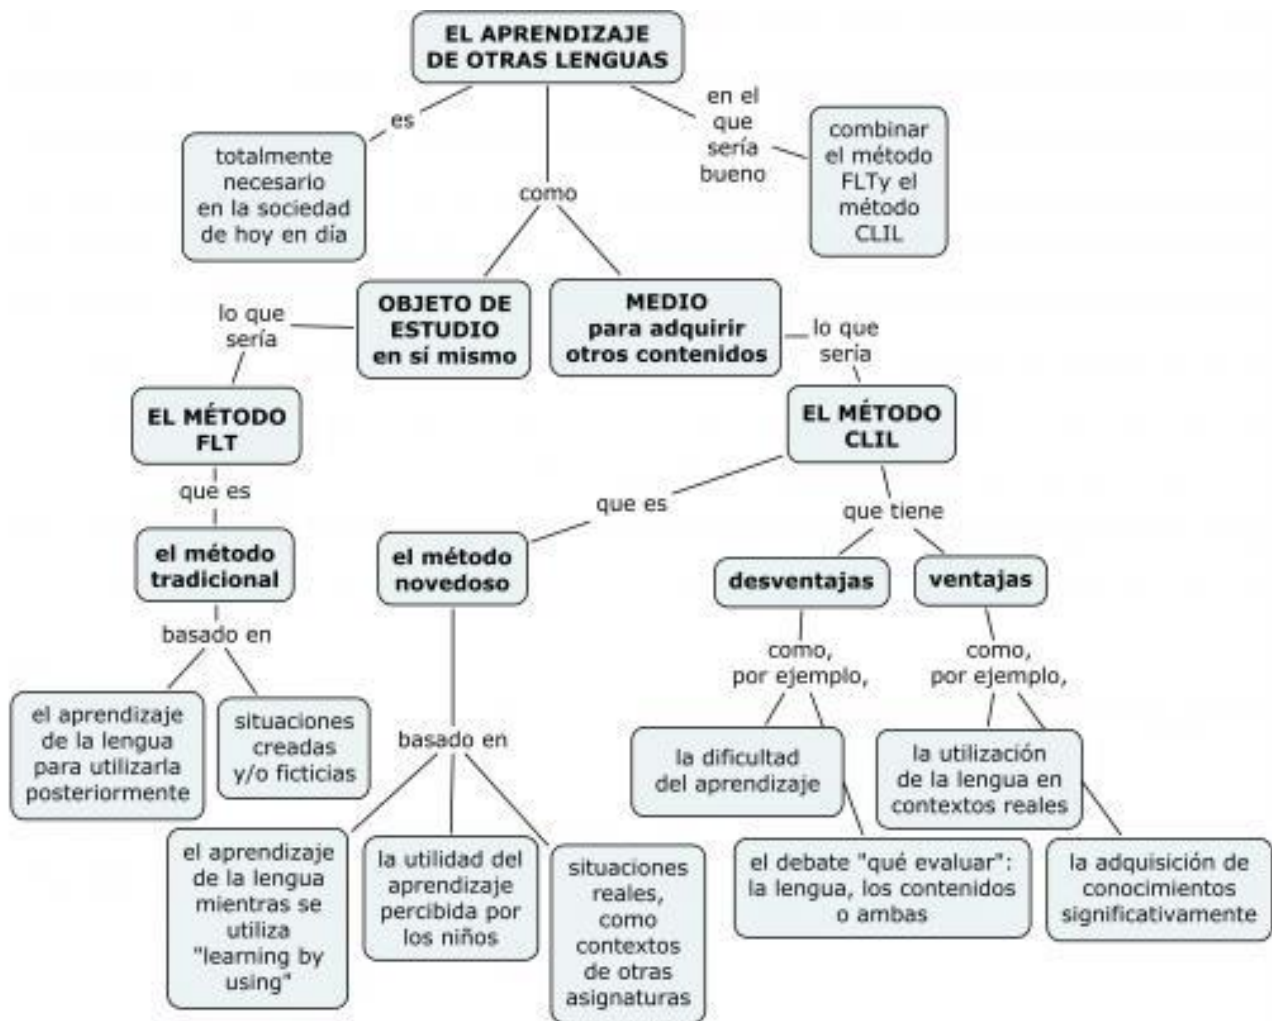 EL APRENDIZAJE
DE OTRAS LENGUAS
es
en el
que
sería
bueno
totalmente
necesario
en la sociedad
de hoy en día
como
combinar
el método
FLTy el
método
CLIL
OBJETO DE
ESTUDIO
en sí mismo
MEDIO
para adquirir
otros contenidos
lo que
sería
lo que
sería
EL MÉTODO
FLT
EL MÉTODO
CLIL
que es
que es
que tiene
el método
tradicional
el método
novedoso
desventajas
ventajas
basado en
como,
por ejemplo,
como,
por ejemplo,
el aprendizaje
de la lengua
para utilizarla
posteriormente
situaciones
creadas
y/o ficticias
basado en
la dificultad
del aprendizaje
la utilización
de la lengua en
contextos reales
el aprendizaje
de la lengua
mientras se
utiliza
"learning by
using"
la utilidad del
aprendizaje
percibida por
los niños
situaciones
reales,
como
contextos
de otras
asignaturas
el debate "qué evaluar":
la lengua, los contenidos
o ambas
la adquisición de
conocimientos
significativamente